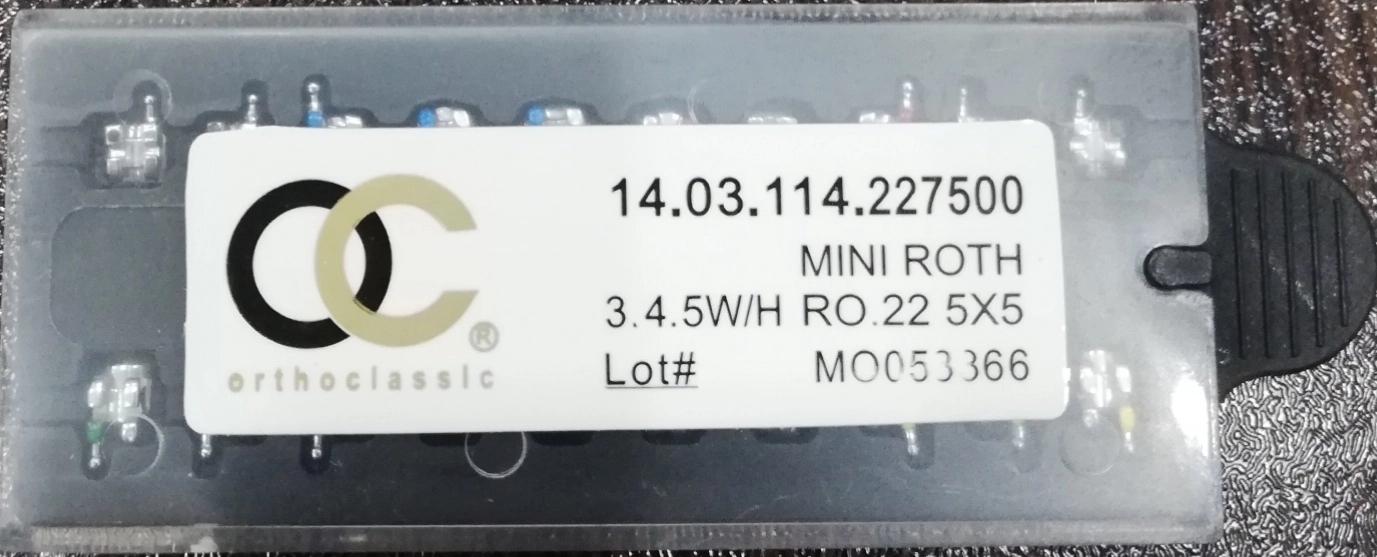 OC®
orthoclassic
14.03.114.227500
MINI ROTH
3.4.5W/H RO.22 5X5
Lot# MO053366